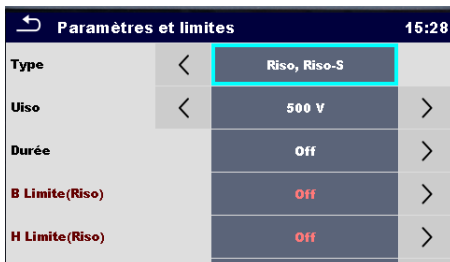 Paramètres et limites 15:28
Type Riso, Riso-S
Uiso 500 V
Durée Off
B Limite(Riso) Off
H Limite(Riso) Off